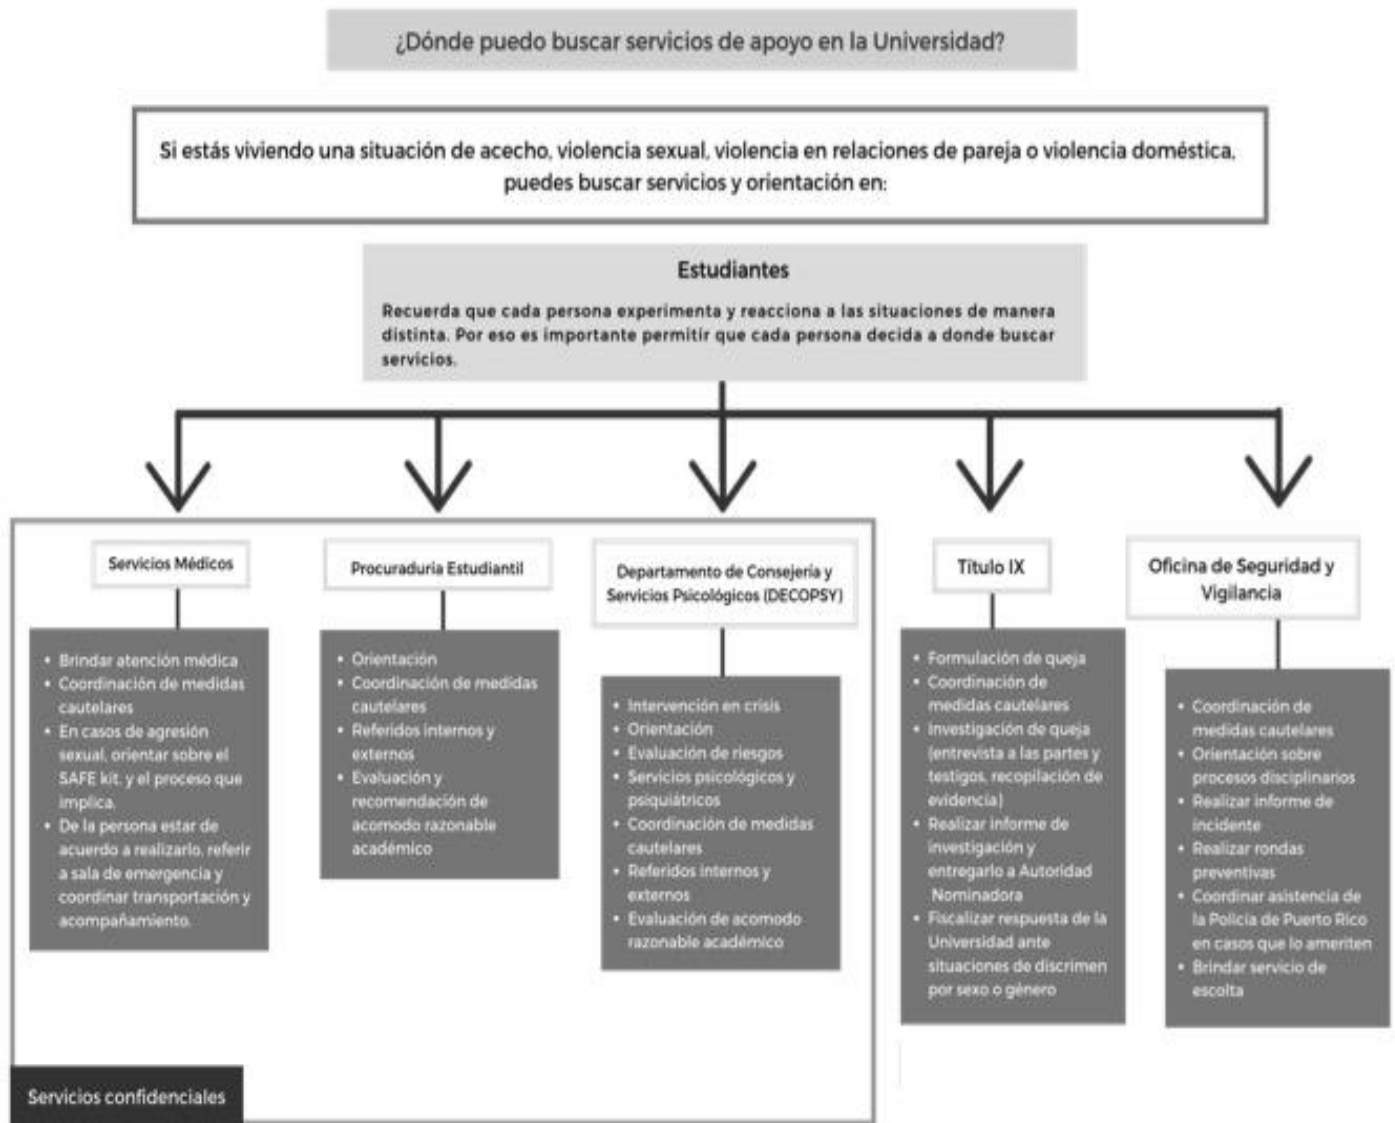 ¿Dónde puedo buscar servicios de apoyo en la Universidad?
Si estás viviendo una situación de acecho, violencia sexual, violencia en relaciones de pareja o violencia doméstica,
puedes buscar servicios y orientación en:
Estudiantes
Recuerda que cada persona experimenta y reacciona a las situaciones de manera
distinta. Por eso es importante permitir que cada persona decida a donde buscar
servicios.
Servicios Médicos
• Brindar atención médica
• Coordinación de medidas
cautelares
• En casos de agresión
sexual, orientar sobre el
SAFE kit, y el proceso que
implica.
• De la persona estar de
acuerdo a realizarlo, referir
a sala de emergencia y
coordinar transportación y
acompañamiento.
Procuraduría Estudiantil
• Orientación
• Coordinación de medidas
cautelares
• Referidos internos y
externos
• Evaluación y
recomendación de
acomodo razonable
académico
Departamento de Consejería y
Servicios Psicológicos (DECOPSY)
• Intervención en crisis
• Orientación
• Evaluación de riesgos
• Servicios psicológicos y
psiquiátricos
• Coordinación de medidas
cautelares
• Referidos internos y
externos
• Evaluación de acomodo
razonable académico
Título IX
• Formulación de queja
• Coordinación de
medidas cautelares
• Investigación de queja
(entrevista a las partes y
testigos, recopilación de
evidencia)
• Realizar informe de
investigación y
entregarlo a Autoridad
Nominadora
• Fiscalizar respuesta de la
Universidad ante
situaciones de discrimen
por sexo o género
Oficina de Seguridad y
Vigilancia
• Coordinación de
medidas cautelares
• Orientación sobre
procesos disciplinarios
• Realizar informe de
incidente
• Realizar rondas
preventivas
• Coordinar asistencia de
la Policía de Puerto Rico
en casos que lo ameriten
• Brindar servicio de
escolta
Servicios confidenciales